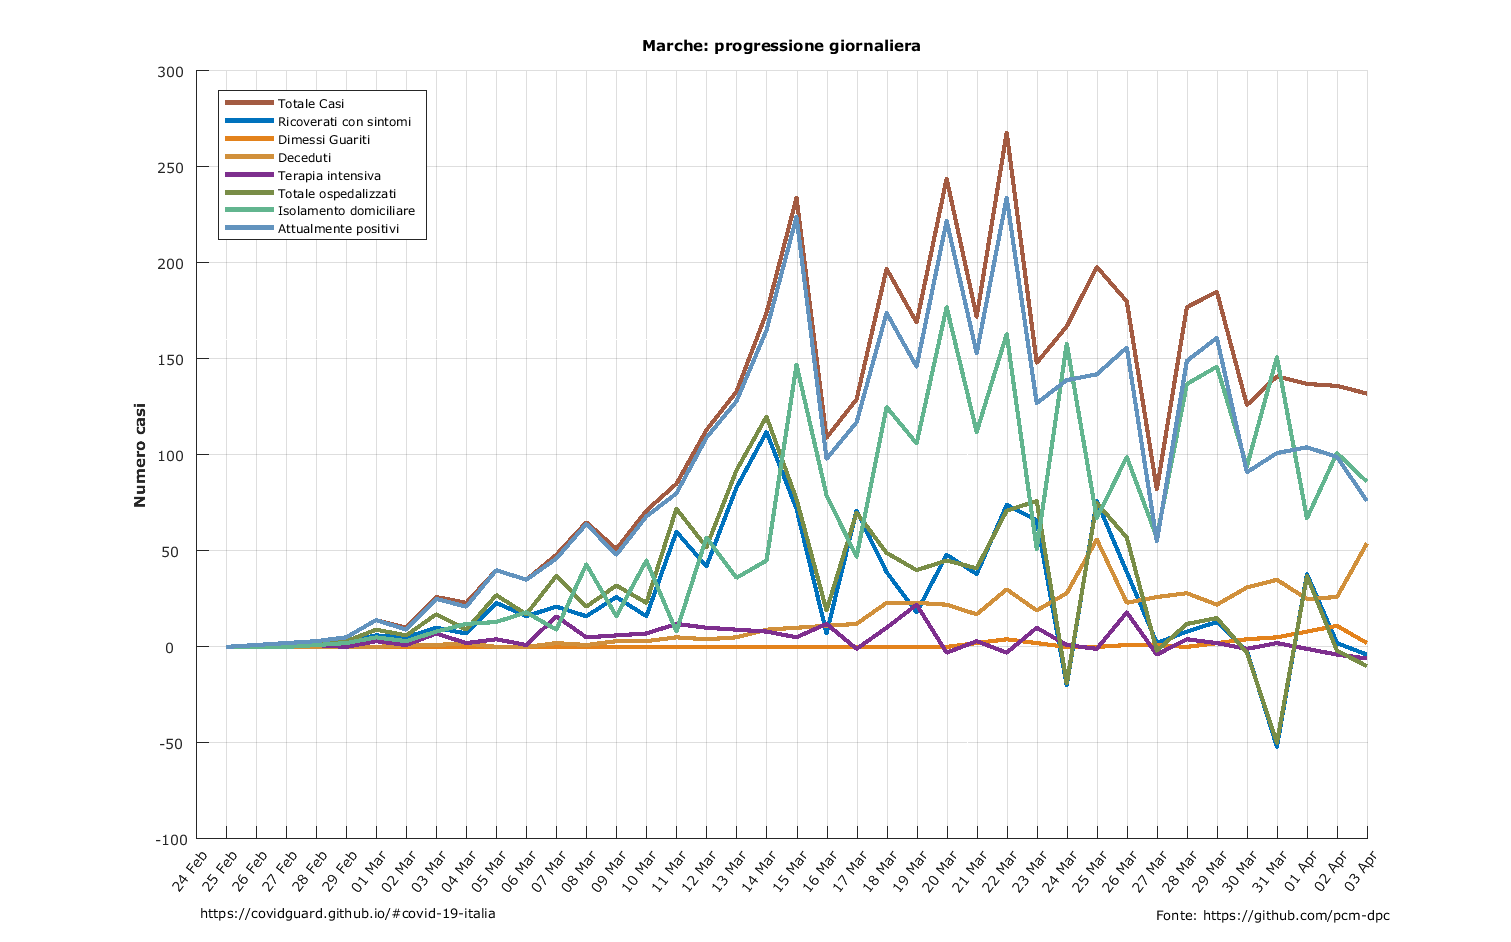 Marche: progressione giornaliera
300
250
200
150
100
50
0
-50
-100
Numero casi
Totale Casi
Ricoverati con sintomi
Dimessi Guariti
Deceduti
Terapia intensiva
Totale ospedalizzati
Isolamento domiciliare
Attualmente positivi
24 Feb
25 Feb
26 Feb
27 Feb
28 Feb
29 Feb
01 Mar
02 Mar
03 Mar
04 Mar
05 Mar
06 Mar
07 Mar
08 Mar
09 Mar
10 Mar
11 Mar
12 Mar
13 Mar
14 Mar
15 Mar
16 Mar
17 Mar
18 Mar
19 Mar
20 Mar
21 Mar
22 Mar
23 Mar
24 Mar
25 Mar
26 Mar
27 Mar
28 Mar
29 Mar
30 Mar
31 Mar
01 Apr
02 Apr
03 Apr
https://covidguard.github.io/#covid-19-italia
Fonte: https://github.com/pcm-dpc